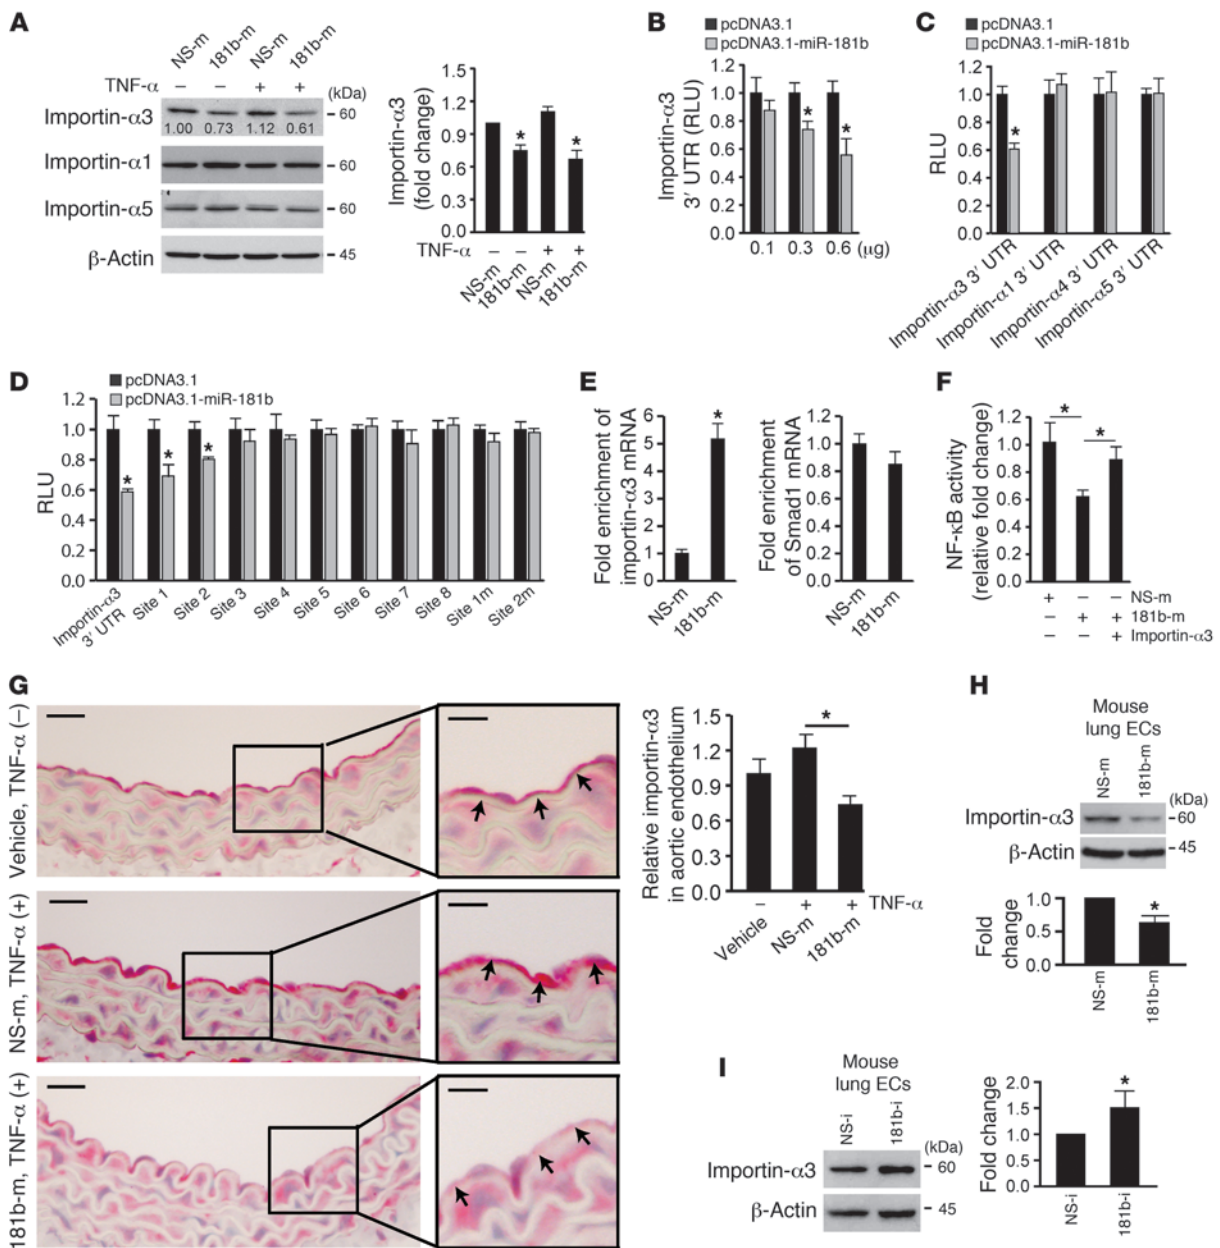 A
NS-m
181b-m
NS-m
181b-m
TNF-α – – + + (kDa)
Importin-α3
1.00 0.73 1.12 0.61
– 60
Importin-α1
– 60
Importin-α5
– 60
β-Actin
– 45
Importin-α3
(fold change)
1.5
1.2
0.9
0.6
0.3
0.0
* *
TNF-α – – + +
NS-m
181b-m
NS-m
181b-m
B
pcDNA3.1
pcDNA3.1-miR-181b
Importin-α3
3′ UTR (RLU)
1.2
1.0
0.8
0.6
0.4
0.2
0.0
* *
0.1 0.3 0.6 (μg)
C
pcDNA3.1
pcDNA3.1-miR-181b
RLU
1.2
1.0
0.8
0.6
0.4
0.2
0.0
*
Importin-α3 3′ UTR
Importin-α1 3′ UTR
Importin-α4 3′ UTR
Importin-α5 3′ UTR
D
pcDNA3.1
pcDNA3.1-miR-181b
RLU
1.2
1.0
0.8
0.6
0.4
0.2
0.0
* * *
Importin-α3
3′ UTR
Site 1
Site 2
Site 3
Site 4
Site 5
Site 6
Site 7
Site 8
Site 1m
Site 2m
E
Fold enrichment of
importin-α3 mRNA
6
5
4
3
2
1
0
*
NS-m
181b-m
Fold enrichment
of Smad1 mRNA
1.2
1.0
0.8
0.6
0.4
0.2
0.0
NS-m
181b-m
F
NF-κB activity
(relative fold change)
1.2
1.0
0.8
0.6
0.4
0.2
0.0
* *
+ – – NS-m
– + + 181b-m
– – + Importin-α3
G
Vehicle, TNF-α (–)
NS-m, TNF-α (+)
181b-m, TNF-α (+)
Relative importin-α3
in aortic endothelium
1.5
1.2
0.9
0.6
0.3
0.0
*
– + + TNF-α
Vehicle
NS-m
181b-m
H
Mouse
lung ECs
NS-m
181b-m
(kDa)
Importin-α3
– 60
β-Actin
– 45
Fold
change
1.0
0.5
0.0
*
NS-m
181b-m
I
Mouse
lung ECs
NS-i
181b-i
(kDa)
Importin-α3
– 60
β-Actin
– 45
Fold change
2.0
1.5
1.0
0.5
0.0
*
NS-i
181b-i